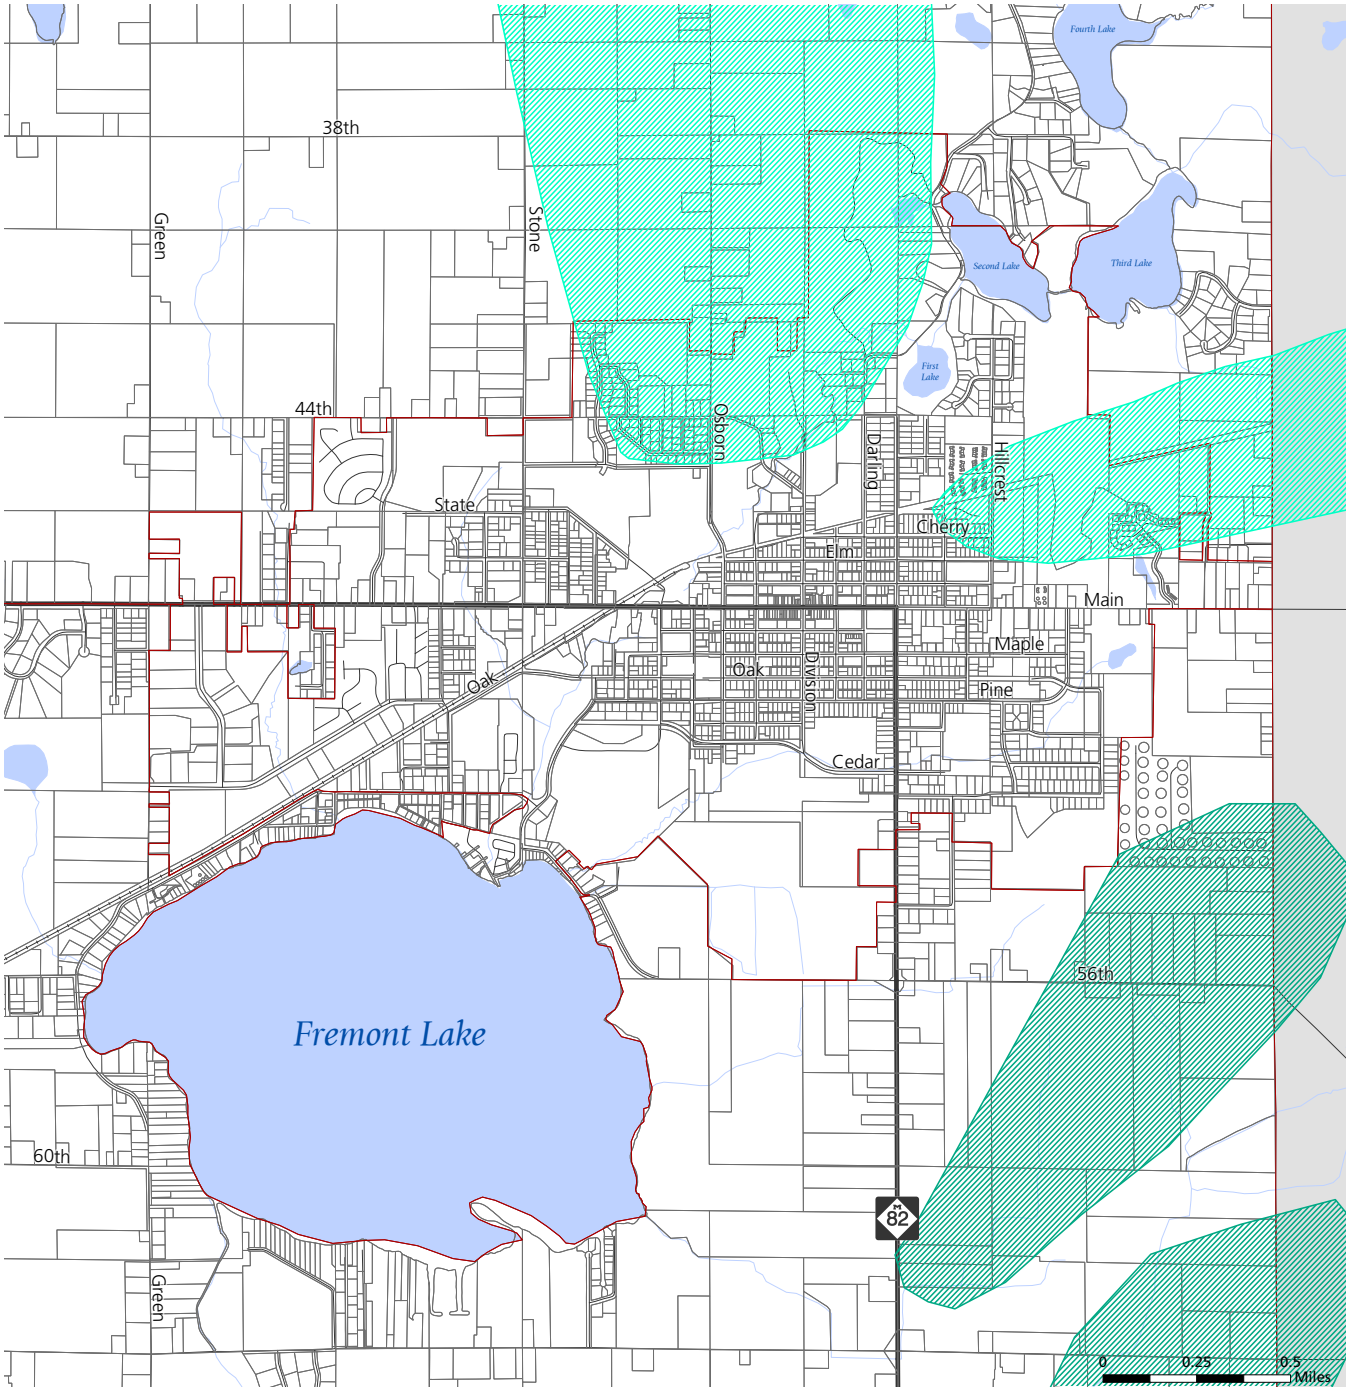 Fourth Lake
38th
Green
Stone
Second Lake
Third Lake
First
Lake
44th
Osborn
Darling
Hillcrest
State
Cherry
Elm
Main
Maple
Oak
Oak
Division
Pine
Cedar
56th
Fremont Lake
60th
M
82
Green
0
0.25
0.5
Miles